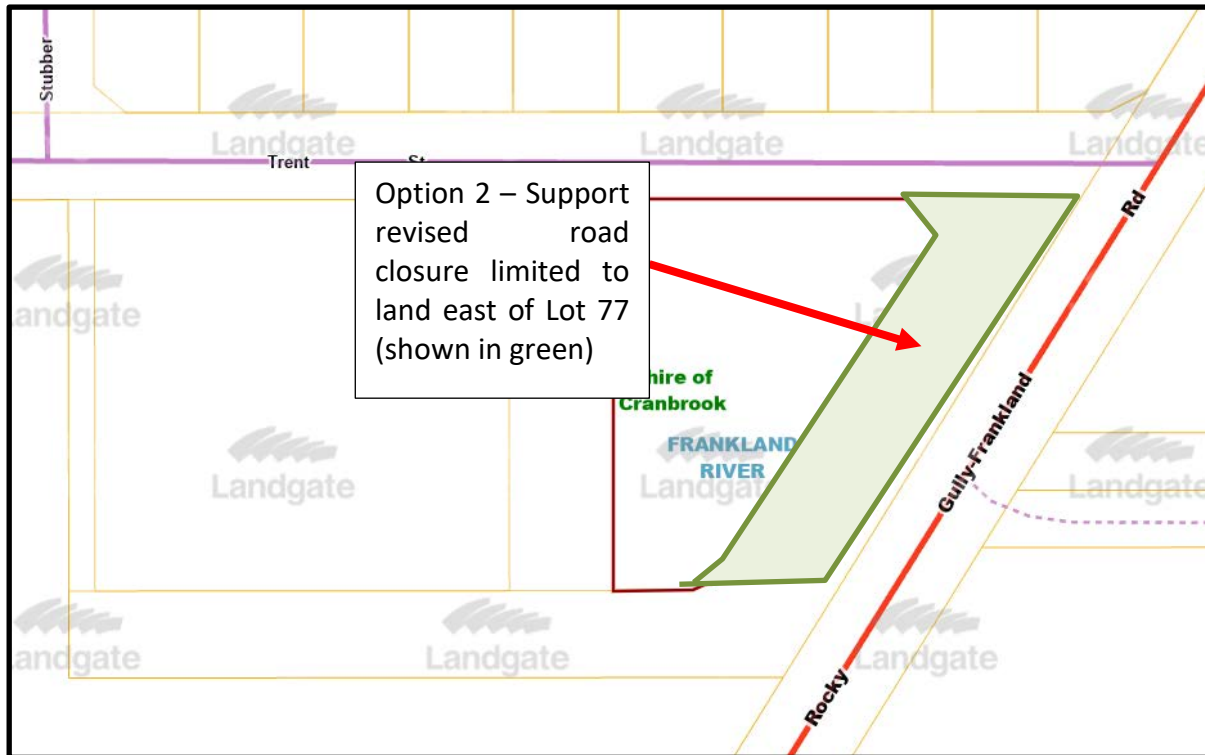 Stubber
Landgate
Landgate
Landgate
Trent St
Option 2 – Support
revised road
closure limited to
land east of Lot 77
(shown in green)
Rd
andgate
La
hire of
Cranbrook
FRANKLAND
RIVER
Gully-Frankland
Landgate
Landgate
Landgate
andgate
Landgate
Landgate
Rocky